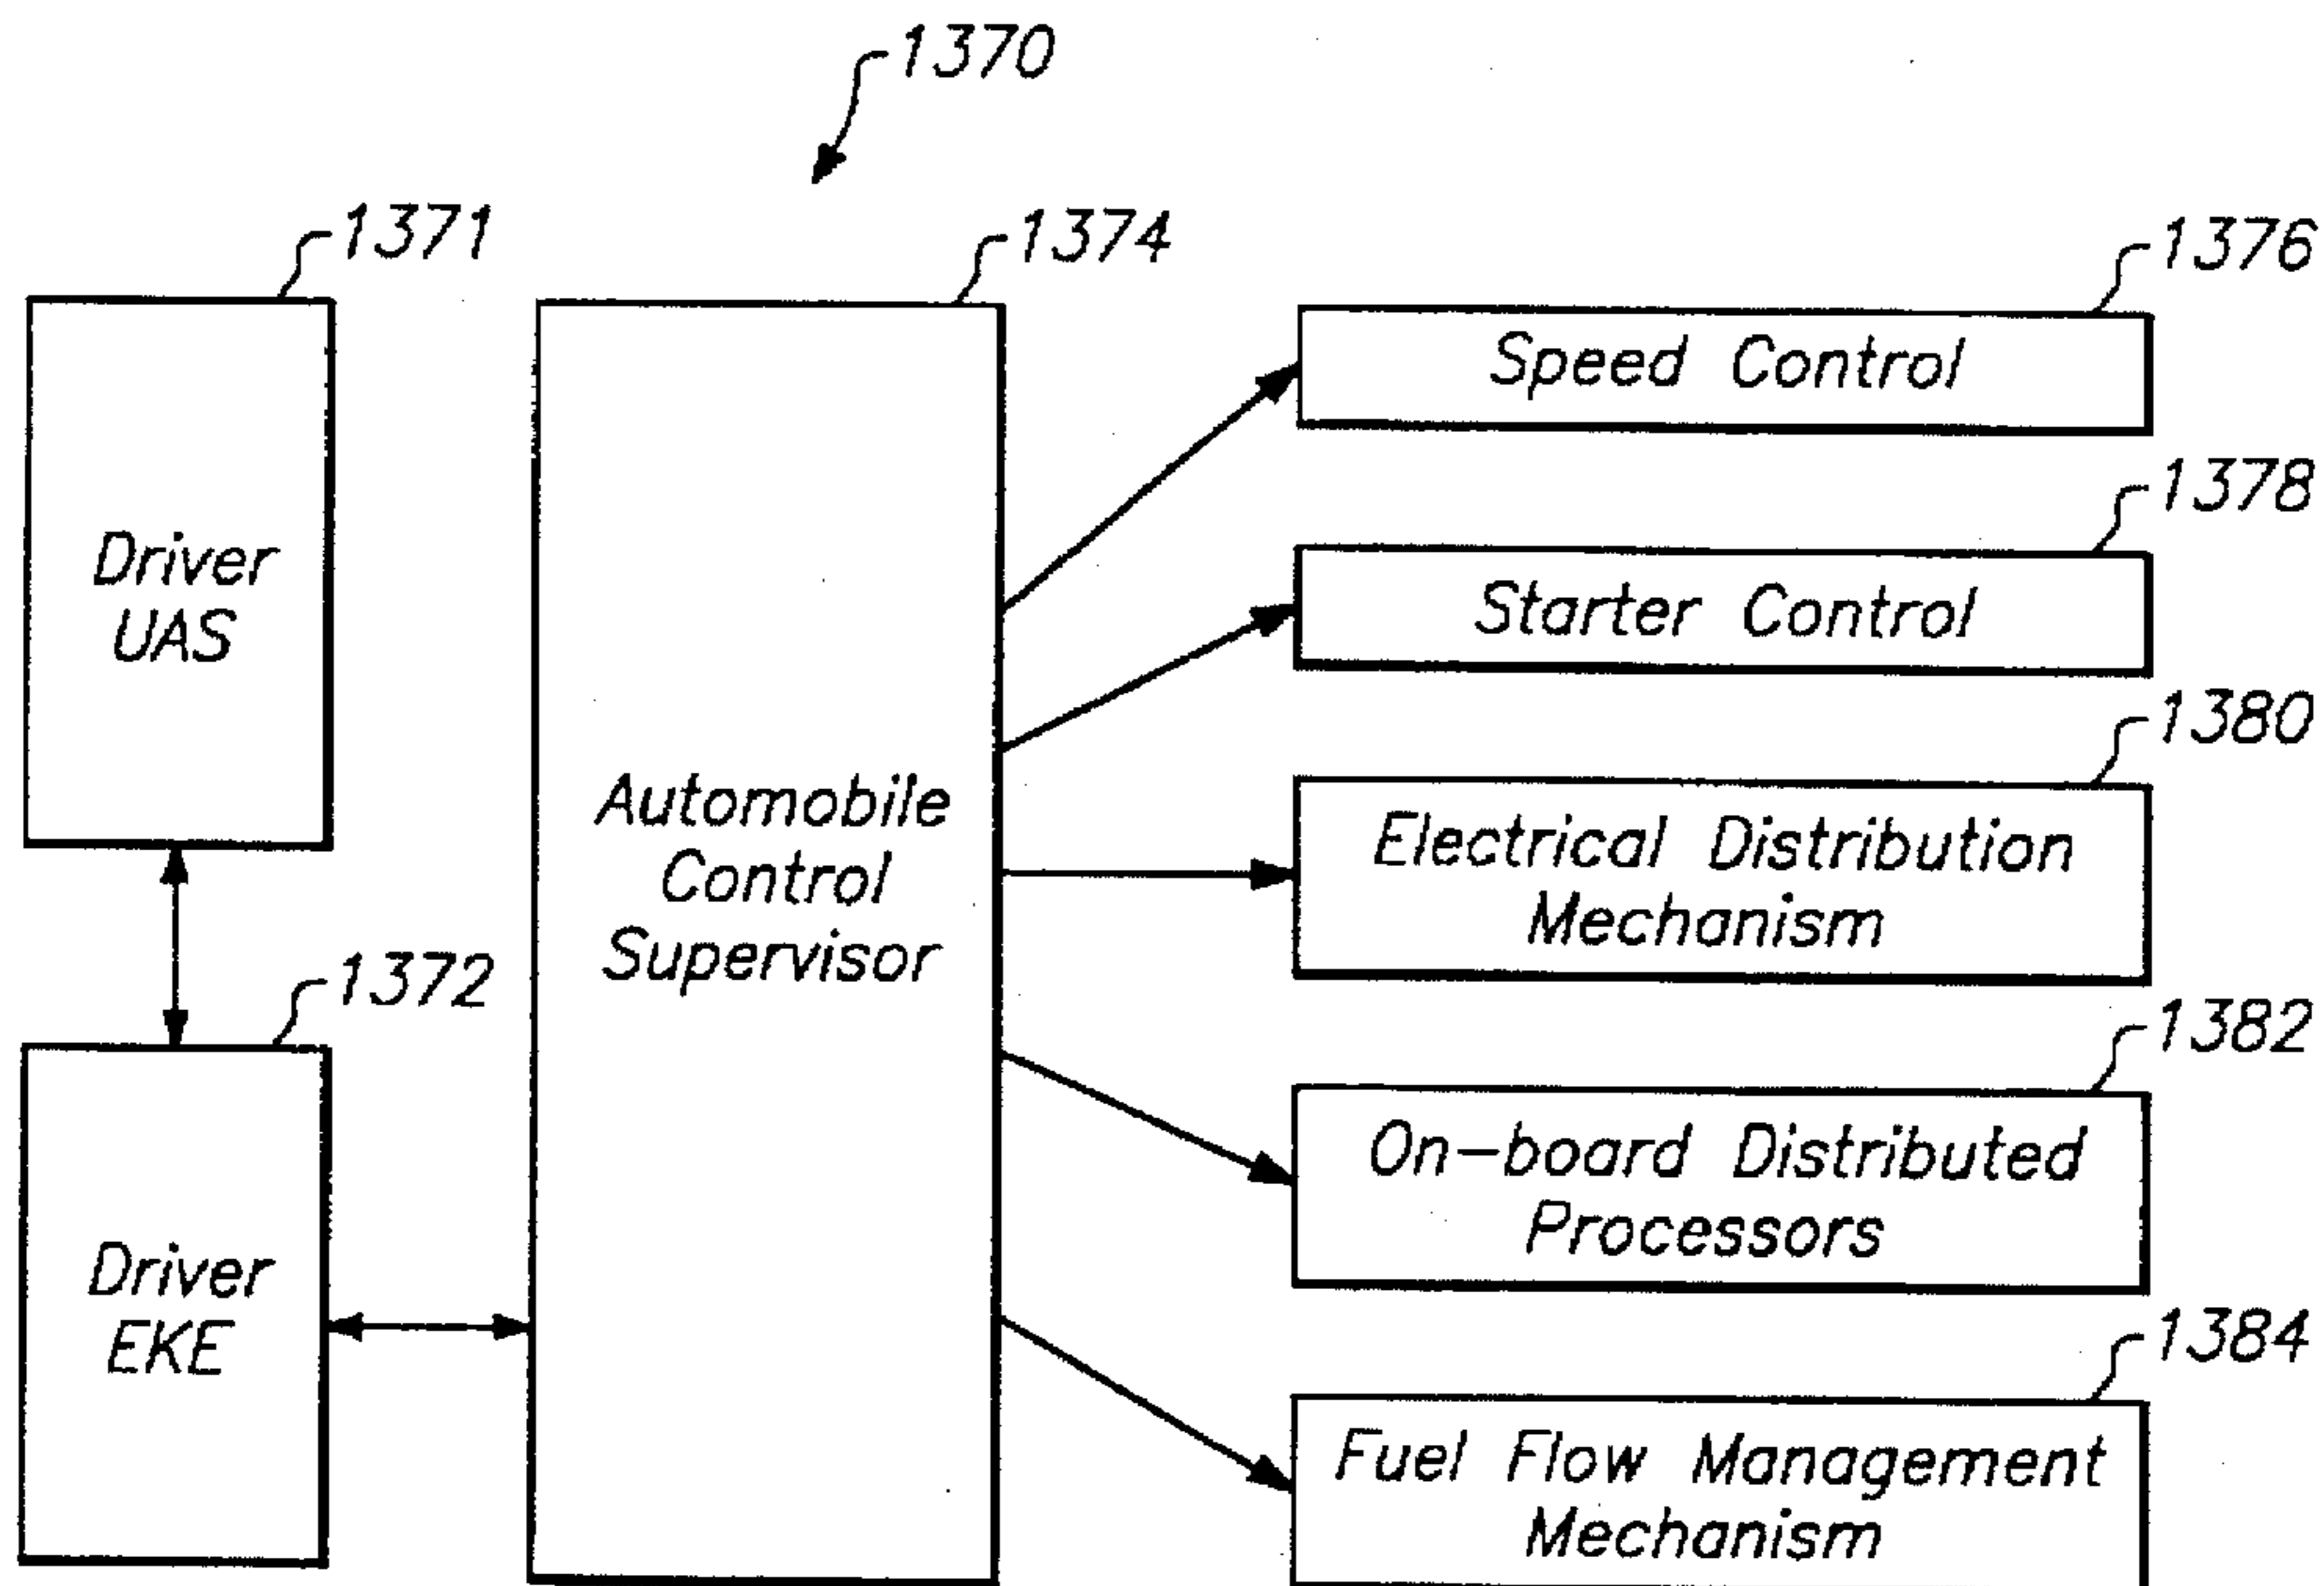 1370
1371
1374
1376
Speed Control
1378
Starter Control
Driver
UAS
1380
Automobile
Control
Supervisor
Electrical Distribution
Mechanism
1372
1382
On-board Distributed
Processors
Driver
EKE
1384
Fuel Flow Management
Mechanism